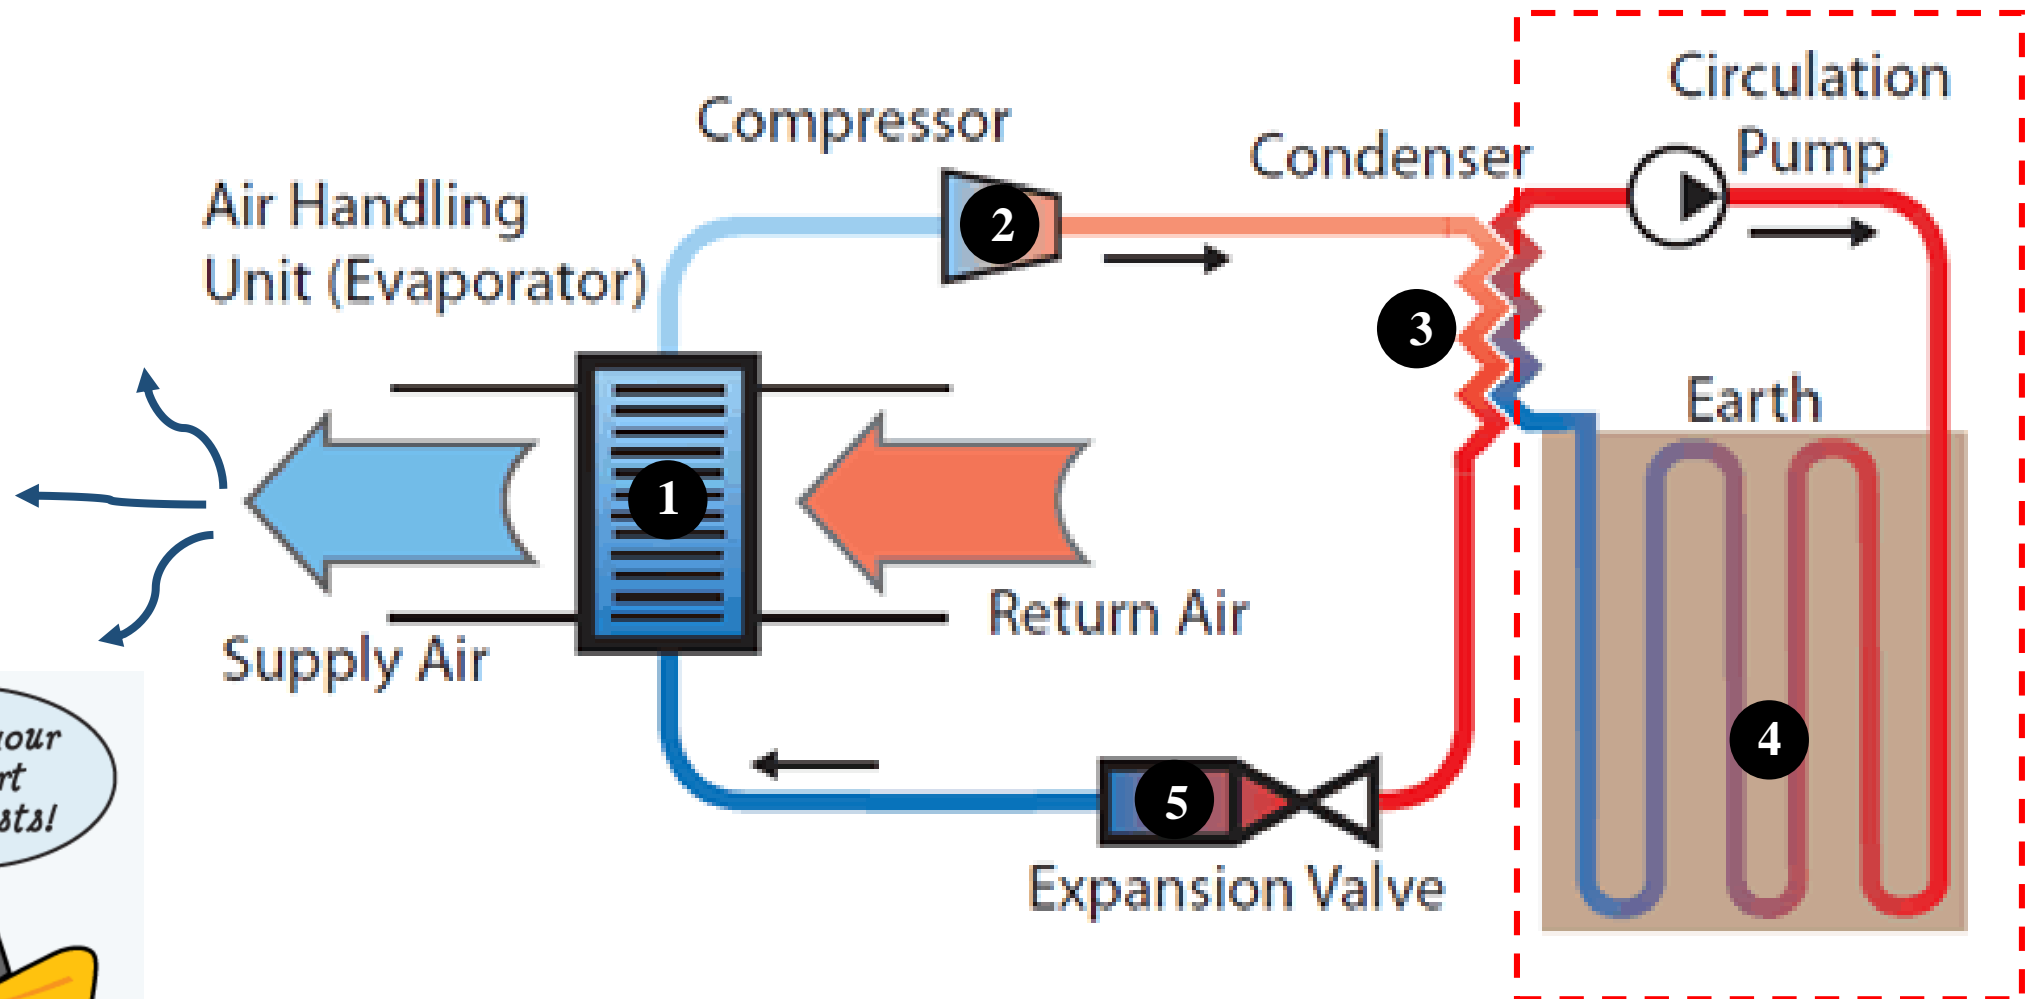 Circulation
Pump
Compressor
Condenser
Air Handling
Unit (Evaporator)
2
3
Earth
1
Return Air
Supply Air
4
5
Expansion Valve